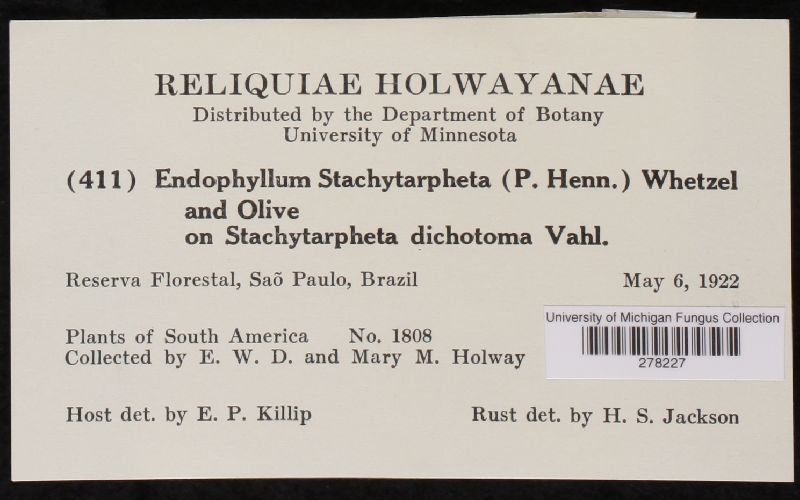 RELIQUIAE HOLWAYANAE
Distributed by the Department of Botany
University of Minnesota
(411) Endophyllum Stachytarpheta (P. Henn.) Whetzel
and Olive
on Stachytarpheta dichotoma Vahl.
Reserva Florestal, Saõ Paulo, Brazil May 6, 1922
Plants of South America No. 1808
Collected by E. W. D. and Mary M. Holway
University of Michigan Fungus Collection
278227
Host det. by E. P. Killip Rust det. by H. S. Jackson